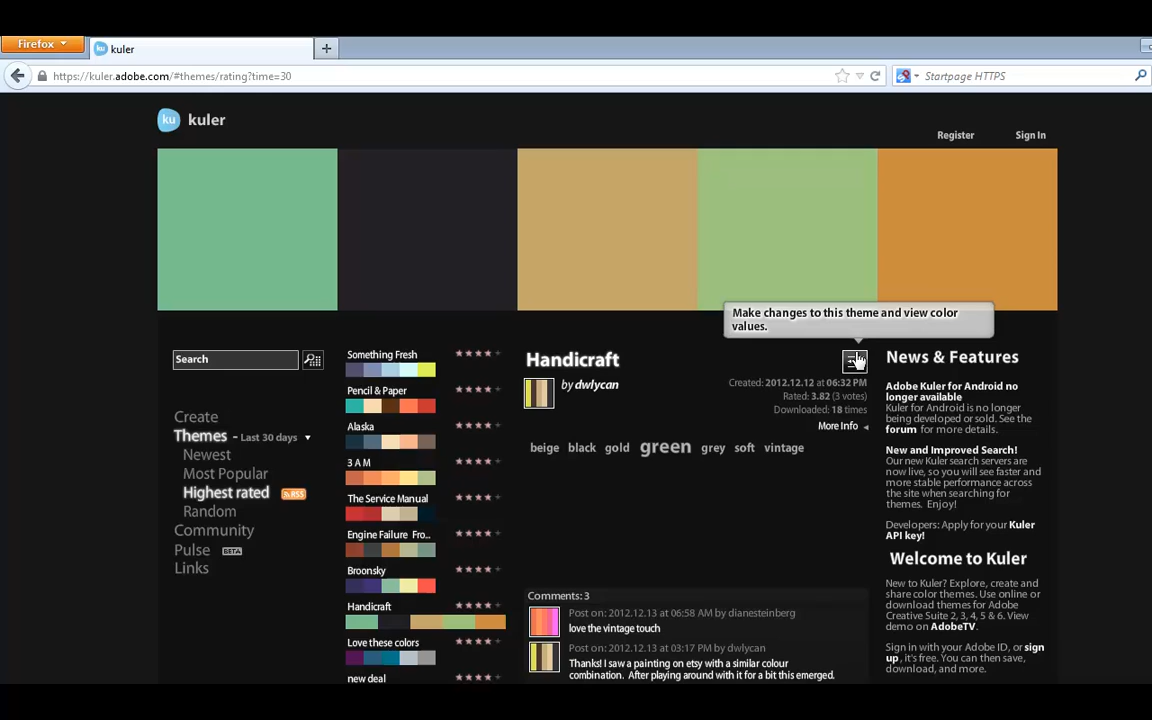 Firefox
kuler
https://kuler.adobe.com/#themes/rating?time=30
Startpage HTTPS
ku kuler
Register Sign In
Make changes to this theme and view color
values.
Search
Create
Themes - Last 30 days
Newest
Most Popular
Highest rated RSS
Random
Community
Pulse BETA
Links
Something Fresh
Pencil & Paper
Alaska
3 A M
The Service Manual
Engine Failure Fro...
Broonsky
Handicraft
Love these colors
new deal
Handicraft
by dwlycan
Created: 2012.12.12 at 06:32 PM
Rated: 3.82 (3 votes)
Downloaded: 18 times
More Info
beige black gold green grey soft vintage
Comments: 3
Post on: 2012.12.13 at 06:58 AM by dianesteinberg
love the vintage touch
Post on: 2012.12.13 at 03:17 PM by dwlycan
Thanks! I saw a painting on etsy with a similar colour
combination. After playing around with it for a bit this emerged.
News & Features
Adobe Kuler for Android no
longer available
Kuler for Android is no longer
being developed or sold. See the
forum for more details.
New and Improved Search!
Our new Kuler search servers are
now live, so you will see faster and
more stable performance across
the site when searching for
themes. Enjoy!
Developers: Apply for your Kuler
API key!
Welcome to Kuler
New to Kuler? Explore, create and
share color themes. Use online or
download themes for Adobe
Creative Suite 2, 3, 4, 5 & 6. View
demo on AdobeTV.
Sign in with your Adobe ID, or sign
up, it's free. You can then save,
download, and more.